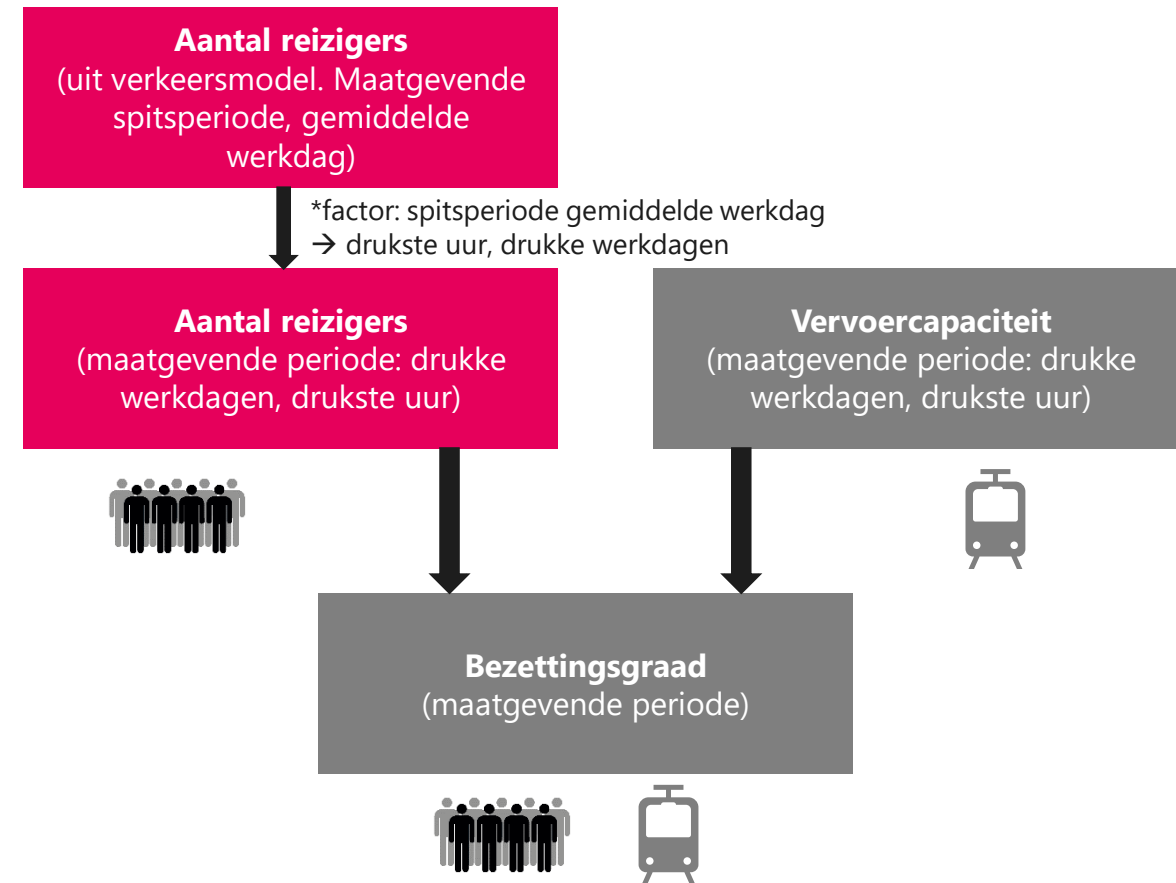 Aantal reizigers
(uit verkeersmodel. Maatgevende
spitsperiode, gemiddelde
werkdag)
*factor: spitsperiode gemiddelde werkdag
→ drukste uur, drukke werkdagen
Aantal reizigers
(maatgevende periode: drukke
werkdagen, drukste uur)
Vervoercapaciteit
(maatgevende periode: drukke
werkdagen, drukste uur)
Bezettingsgraad
(maatgevende periode)